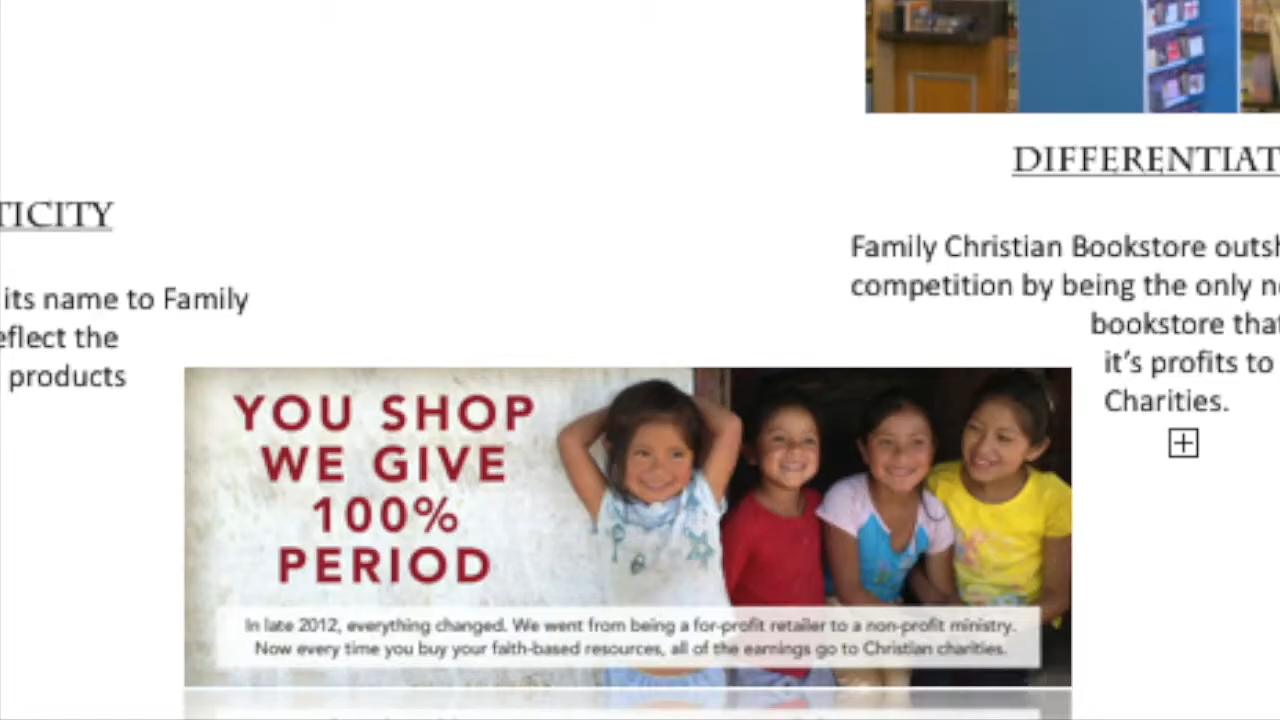 DIFFERENTIAT
TICITY
Family Christian Bookstore outsh
competition by being the only
bookstore that
it's profits to
Charities.
its name to Family
eflect the
products
YOU SHOP
WE GIVE
100%
PERIOD
In late 2012, everything changed. We went from being a for-profit retailer to a non-profit ministry.
Now every time you buy your faith-based resources, all of the earnings go to Christian charities.